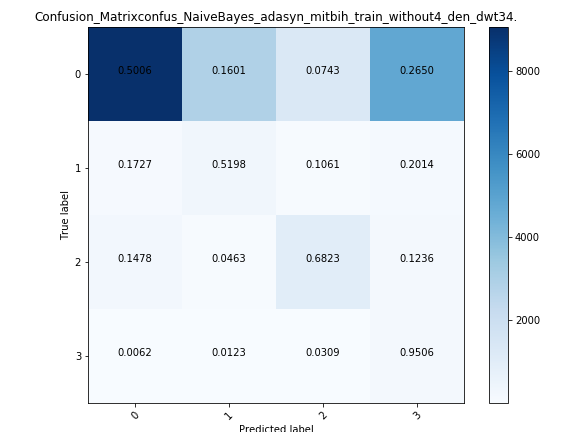 Confusion_Matrixconfus_NaiveBayes_adasyn_mitbih_train_without4_den_dwt34.
0 0.5006 0.1601 0.0743 0.2650
1 0.1727 0.5198 0.1061 0.2014
2 0.1478 0.0463 0.6823 0.1236
3 0.0062 0.0123 0.0309 0.9506
0 1 2 3
True label
Predicted label
8000
6000
4000
2000